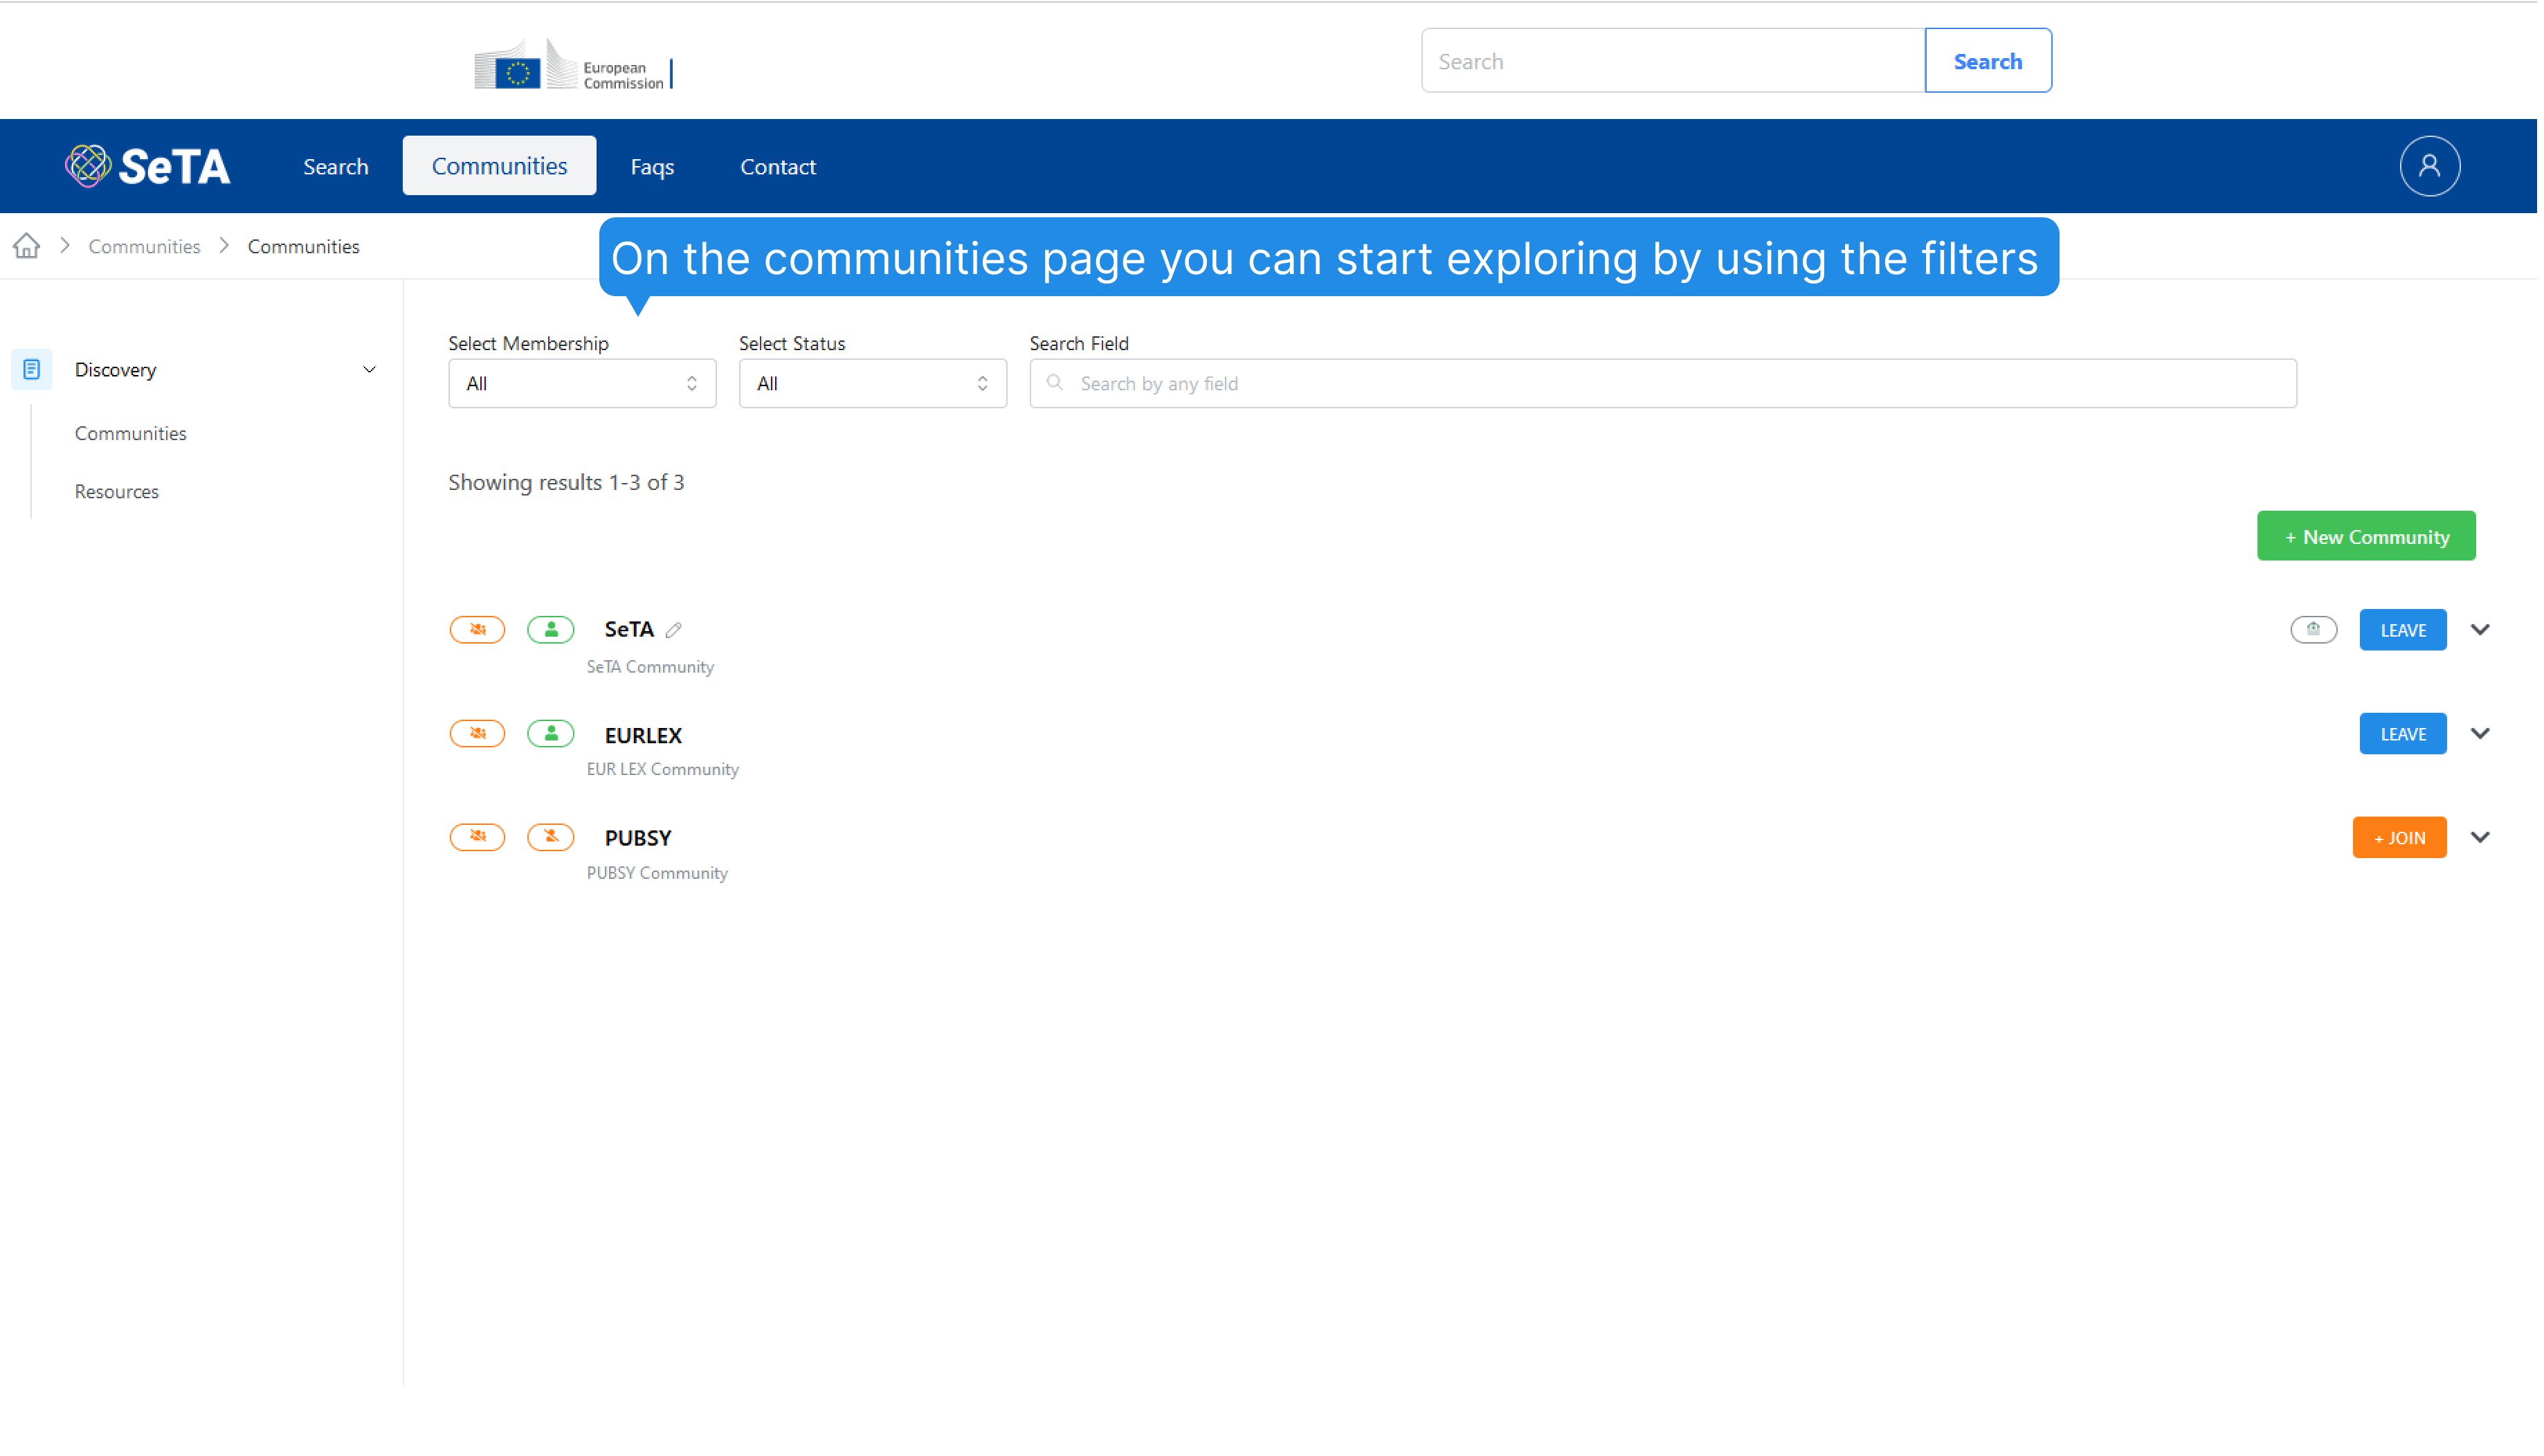 European
Commission
Search
Search
SeTA
Search
Communities
Faqs
Contact
Communities
Communities
On the communities page you can start exploring by using the filters
Discovery
Communities
Resources
Select Membership
Select Status
Search Field
All
All
Search by any field
Showing results 1-3 of 3
+ New Community
SeTA
LEAVE
SeTA Community
EURLEX
LEAVE
EUR LEX Community
PUBSY
+ JOIN
PUBSY Community